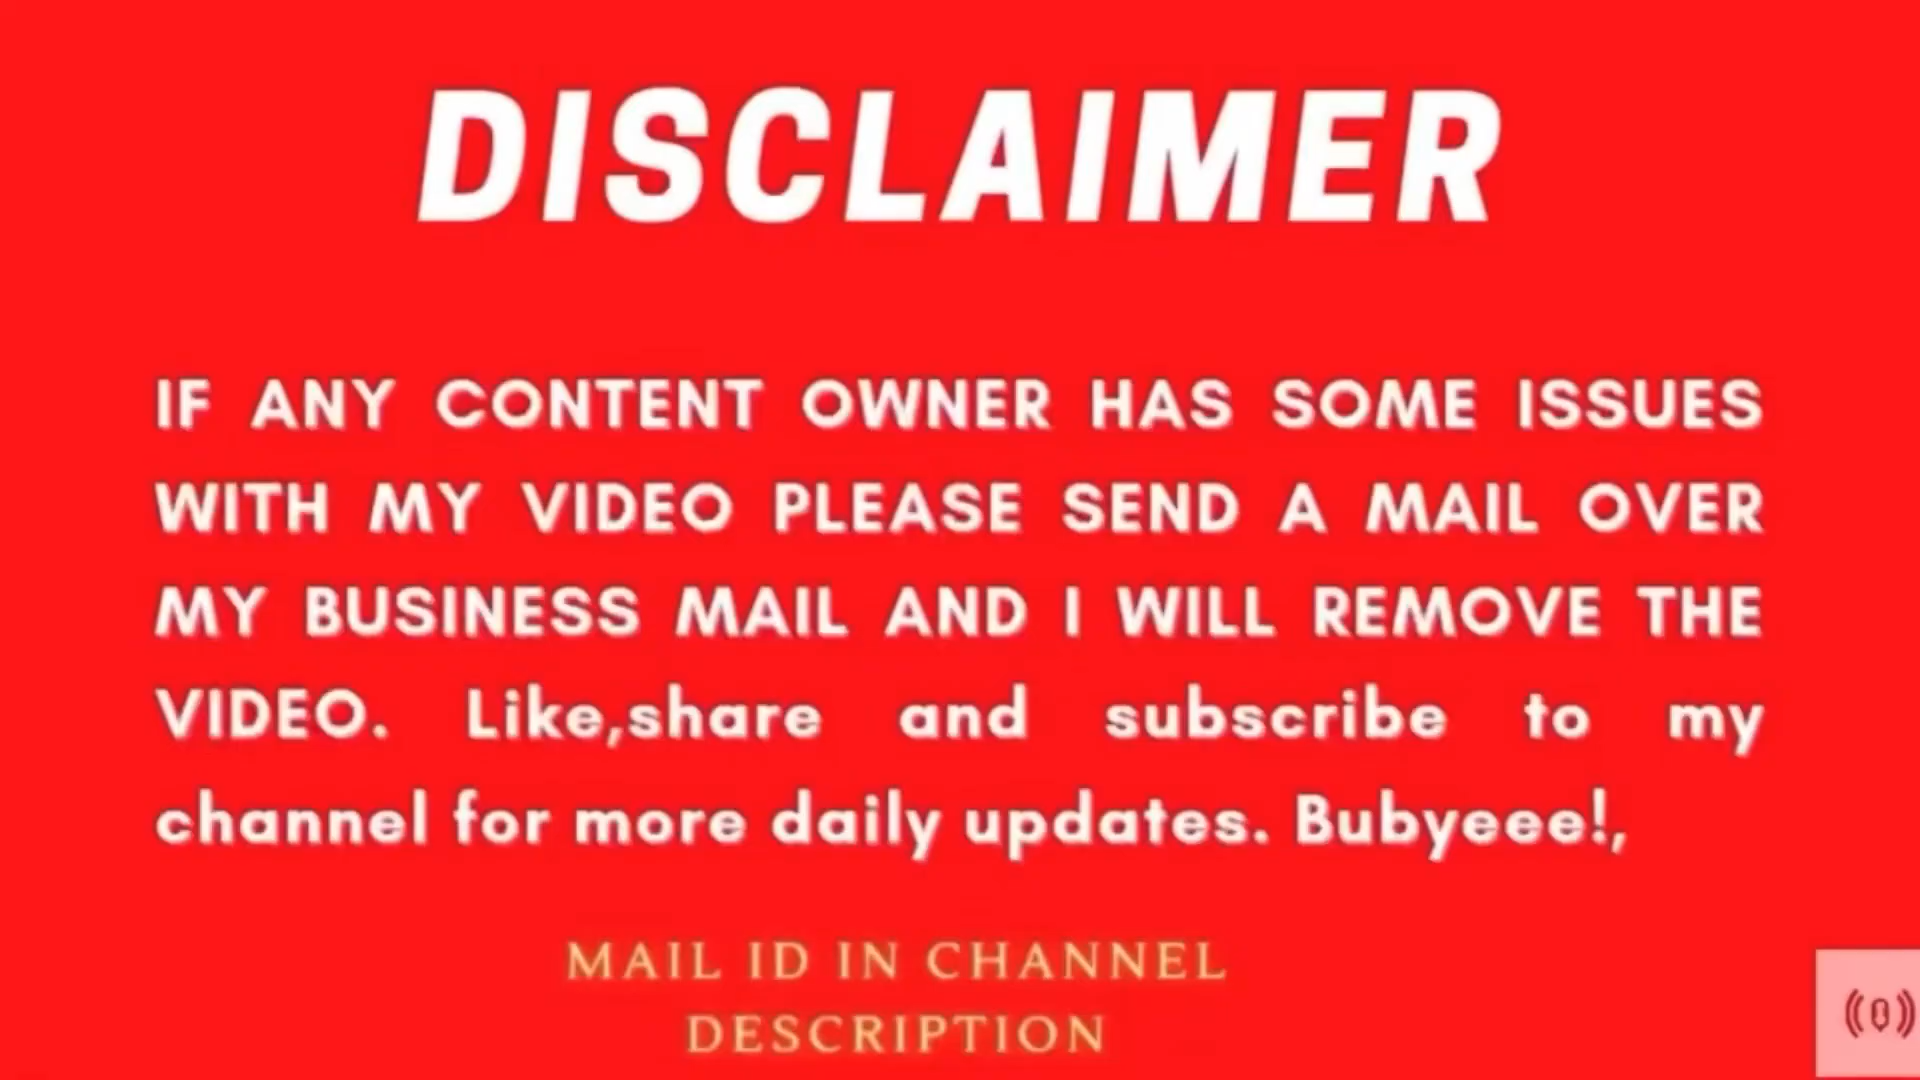 DISCLAIMER
IF ANY CONTENT OWNER HAS SOME ISSUES
WITH MY VIDEO PLEASE SEND A MAIL OVER
MY BUSINESS MAIL AND I WILL REMOVE THE
VIDEO. Like,share and subscribe to my
channel for more daily updates. Bubyeee!,
MAIL ID IN CHANNEL
DESCRIPTION